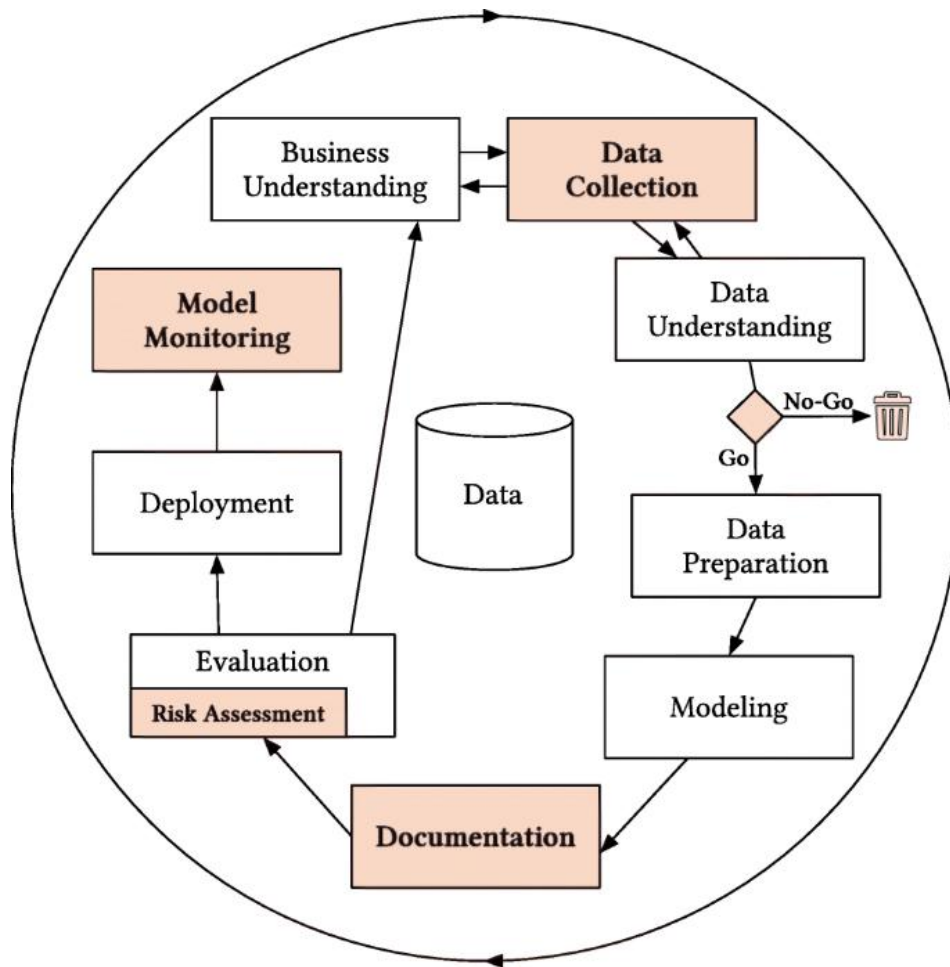 Business
Understanding
Data
Collection
Data
Understanding
No-Go
Go
Data
Preparation
Modeling
Documentation
Evaluation
Risk Assessment
Deployment
Model
Monitoring
Data